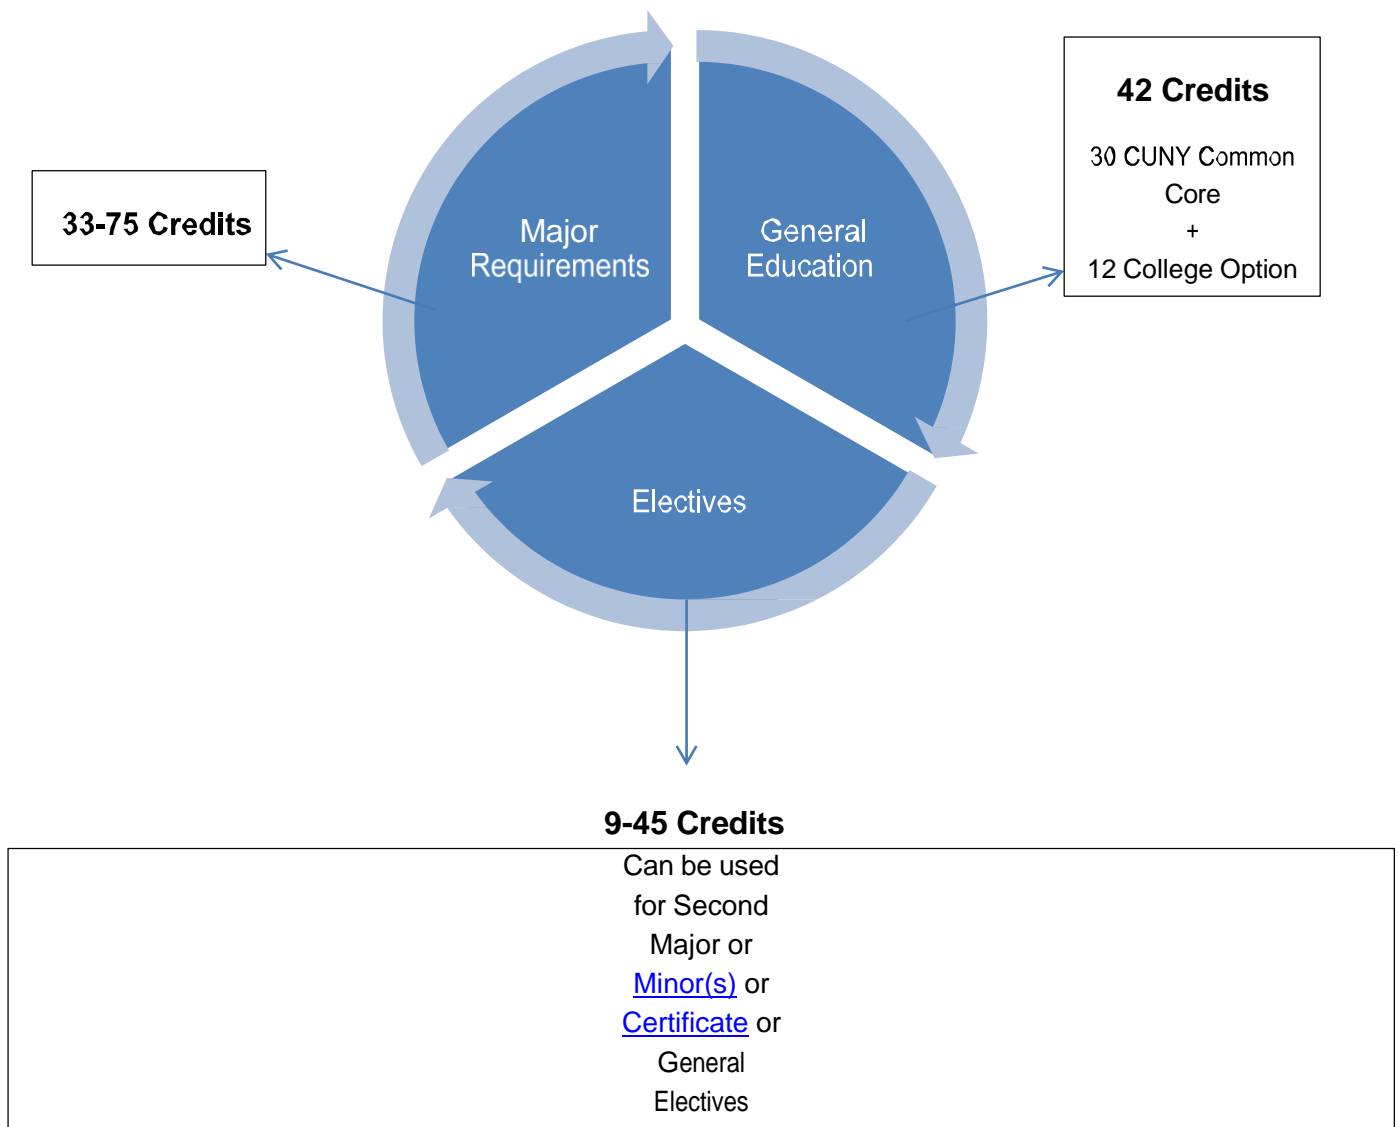 42 Credits
30 CUNY Common
Core
+
12 College Option
33-75 Credits
Major
Requirements
General
Education
Electives
9-45 Credits
Can be used
for Second
Major or
Minor(s) or
Certificate or
General
Electives